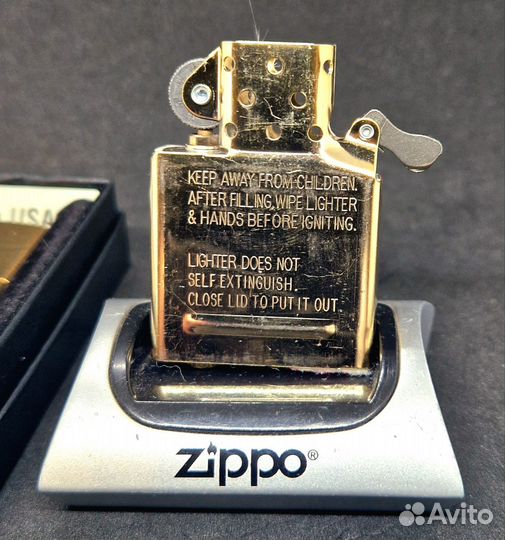 USA
KEEP AWAY FROM CHILDREN.
AFTER FILLING, WIPE LIGHTER
& HANDS BEFORE IGNITING.
LIGHTER DOES NOT
SELF EXTINGUISH.
CLOSE LID TO PUT IT OUT
zippo®
Avito